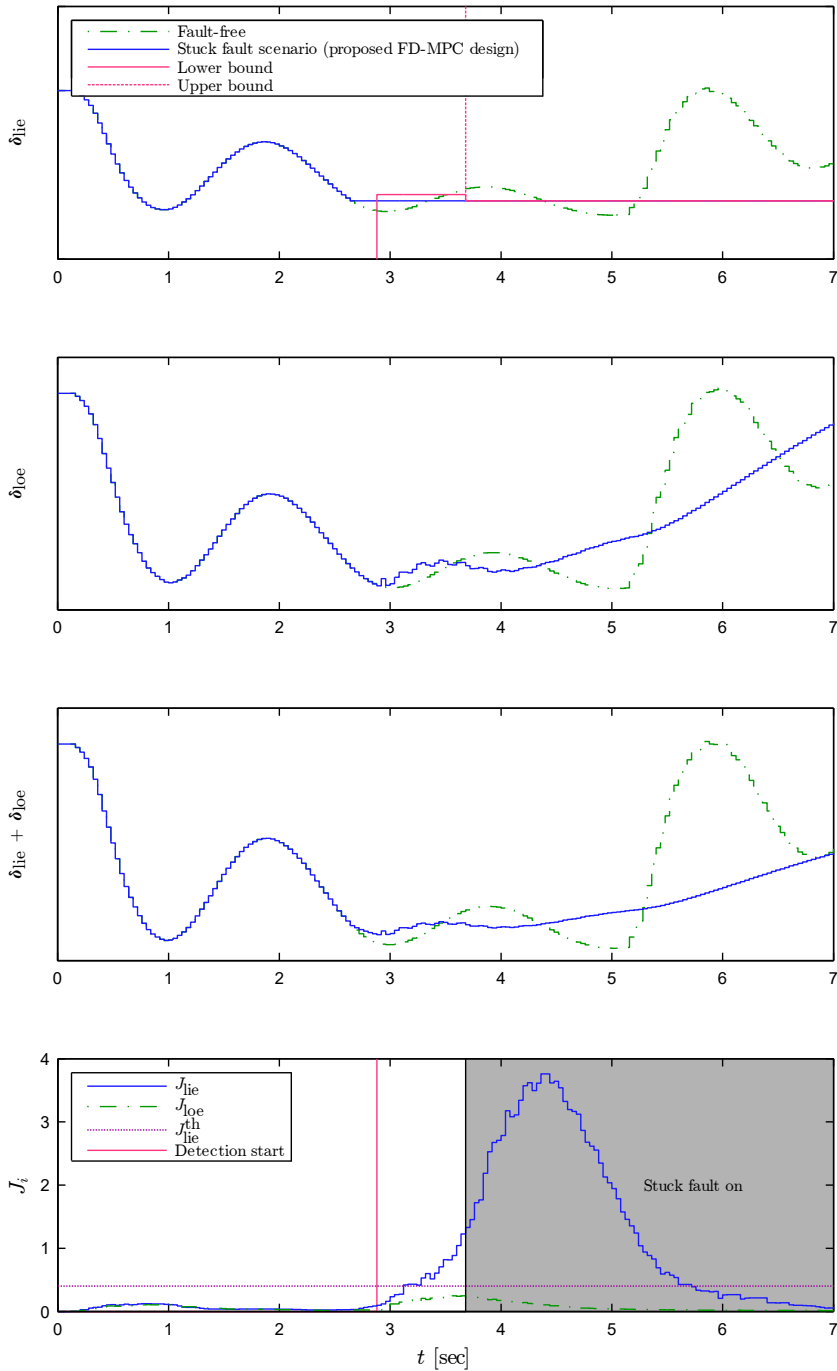 Fault-free
Stuck fault scenario (proposed FD-MPC design)
Lower bound
Upper bound
δlie
0 1 2 3 4 5 6 7
δloe
0 1 2 3 4 5 6 7
δlie + δloe
0 1 2 3 4 5 6 7
4
3
2
1
0
Ji
Jlie
Jloe
Jthlie
Detection start
Stuck fault on
0 1 2 3 4 5 6 7
t [sec]